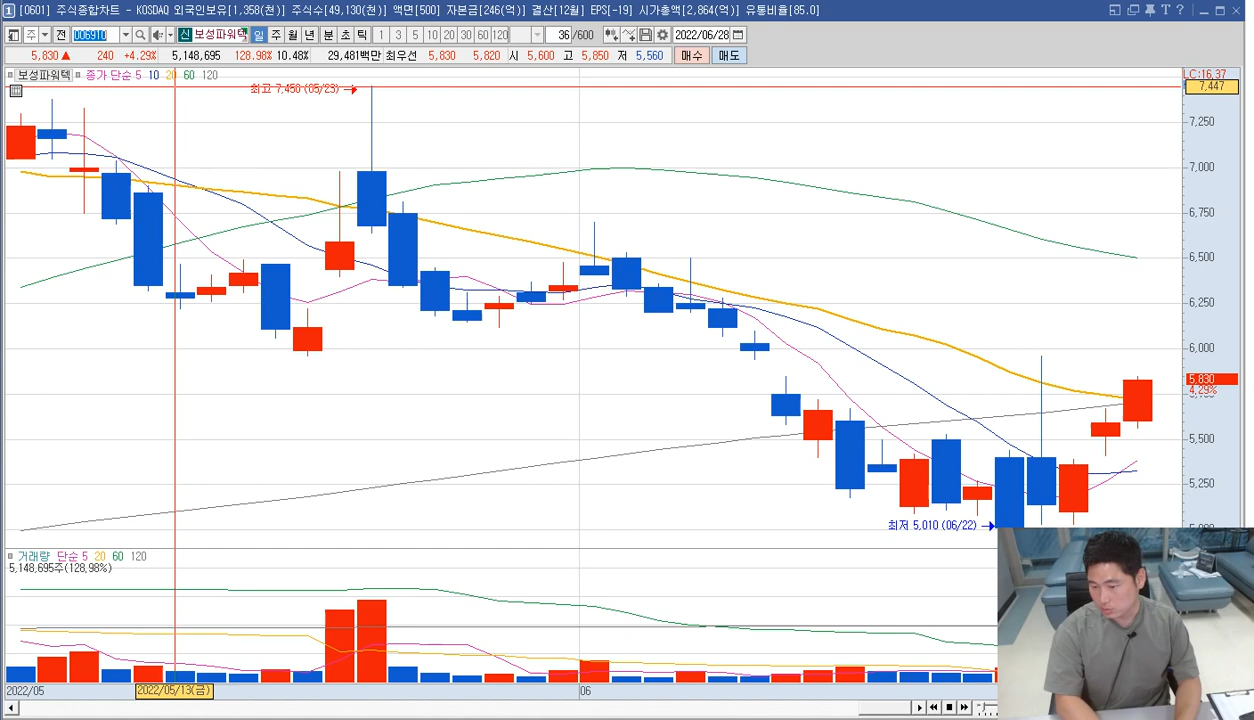 1 [0601] 주식종합차트 - KOSDAQ 외국인보유[1,358(천)] 주식수[49,130(천)] 액면[500] 자본금[246(억)] 결산[12월] EPS[-19] 시가총액[2,864(억)] 유통비율[85.0]
주 전 006910 신 보성파워텍 일 주 월 년 분 초 틱 1 3 5 10 20 30 60 120 36 /600 2022/06/28
5,830 ▲ 240 +4.29% 5,148,695 128.98% 10.48% 29,481백만 최우선 5,830 5,820 시 5,600 고 5,850 저 5,560 매수 매도
보성파워텍 종가 단순 5 10 20 60 120
LC:16.37
최고 7,450 (05/23)
7,447
7,250
7,000
6,750
6,500
6,250
6,000
5,830
4.29%
5,500
5,250
최저 5,010 (06/22)
거래량 단순 5 20 60 120
5,148,695주(128,98%)
2022/05 2022/05/13(금) 06